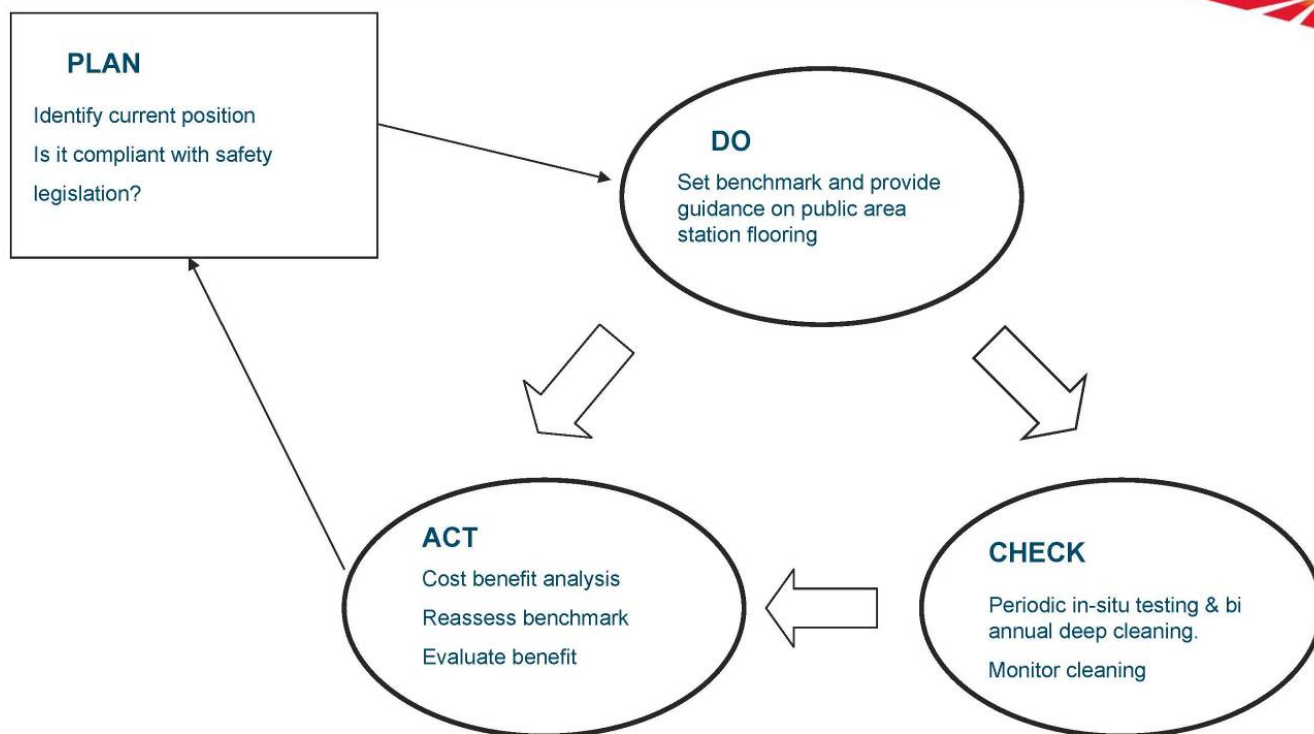 PLAN
Identify current position
Is it compliant with safety
legislation?
DO
Set benchmark and provide
guidance on public area
station flooring
ACT
Cost benefit analysis
Reassess benchmark
Evaluate benefit
CHECK
Periodic in-situ testing & bi
annual deep cleaning.
Monitor cleaning